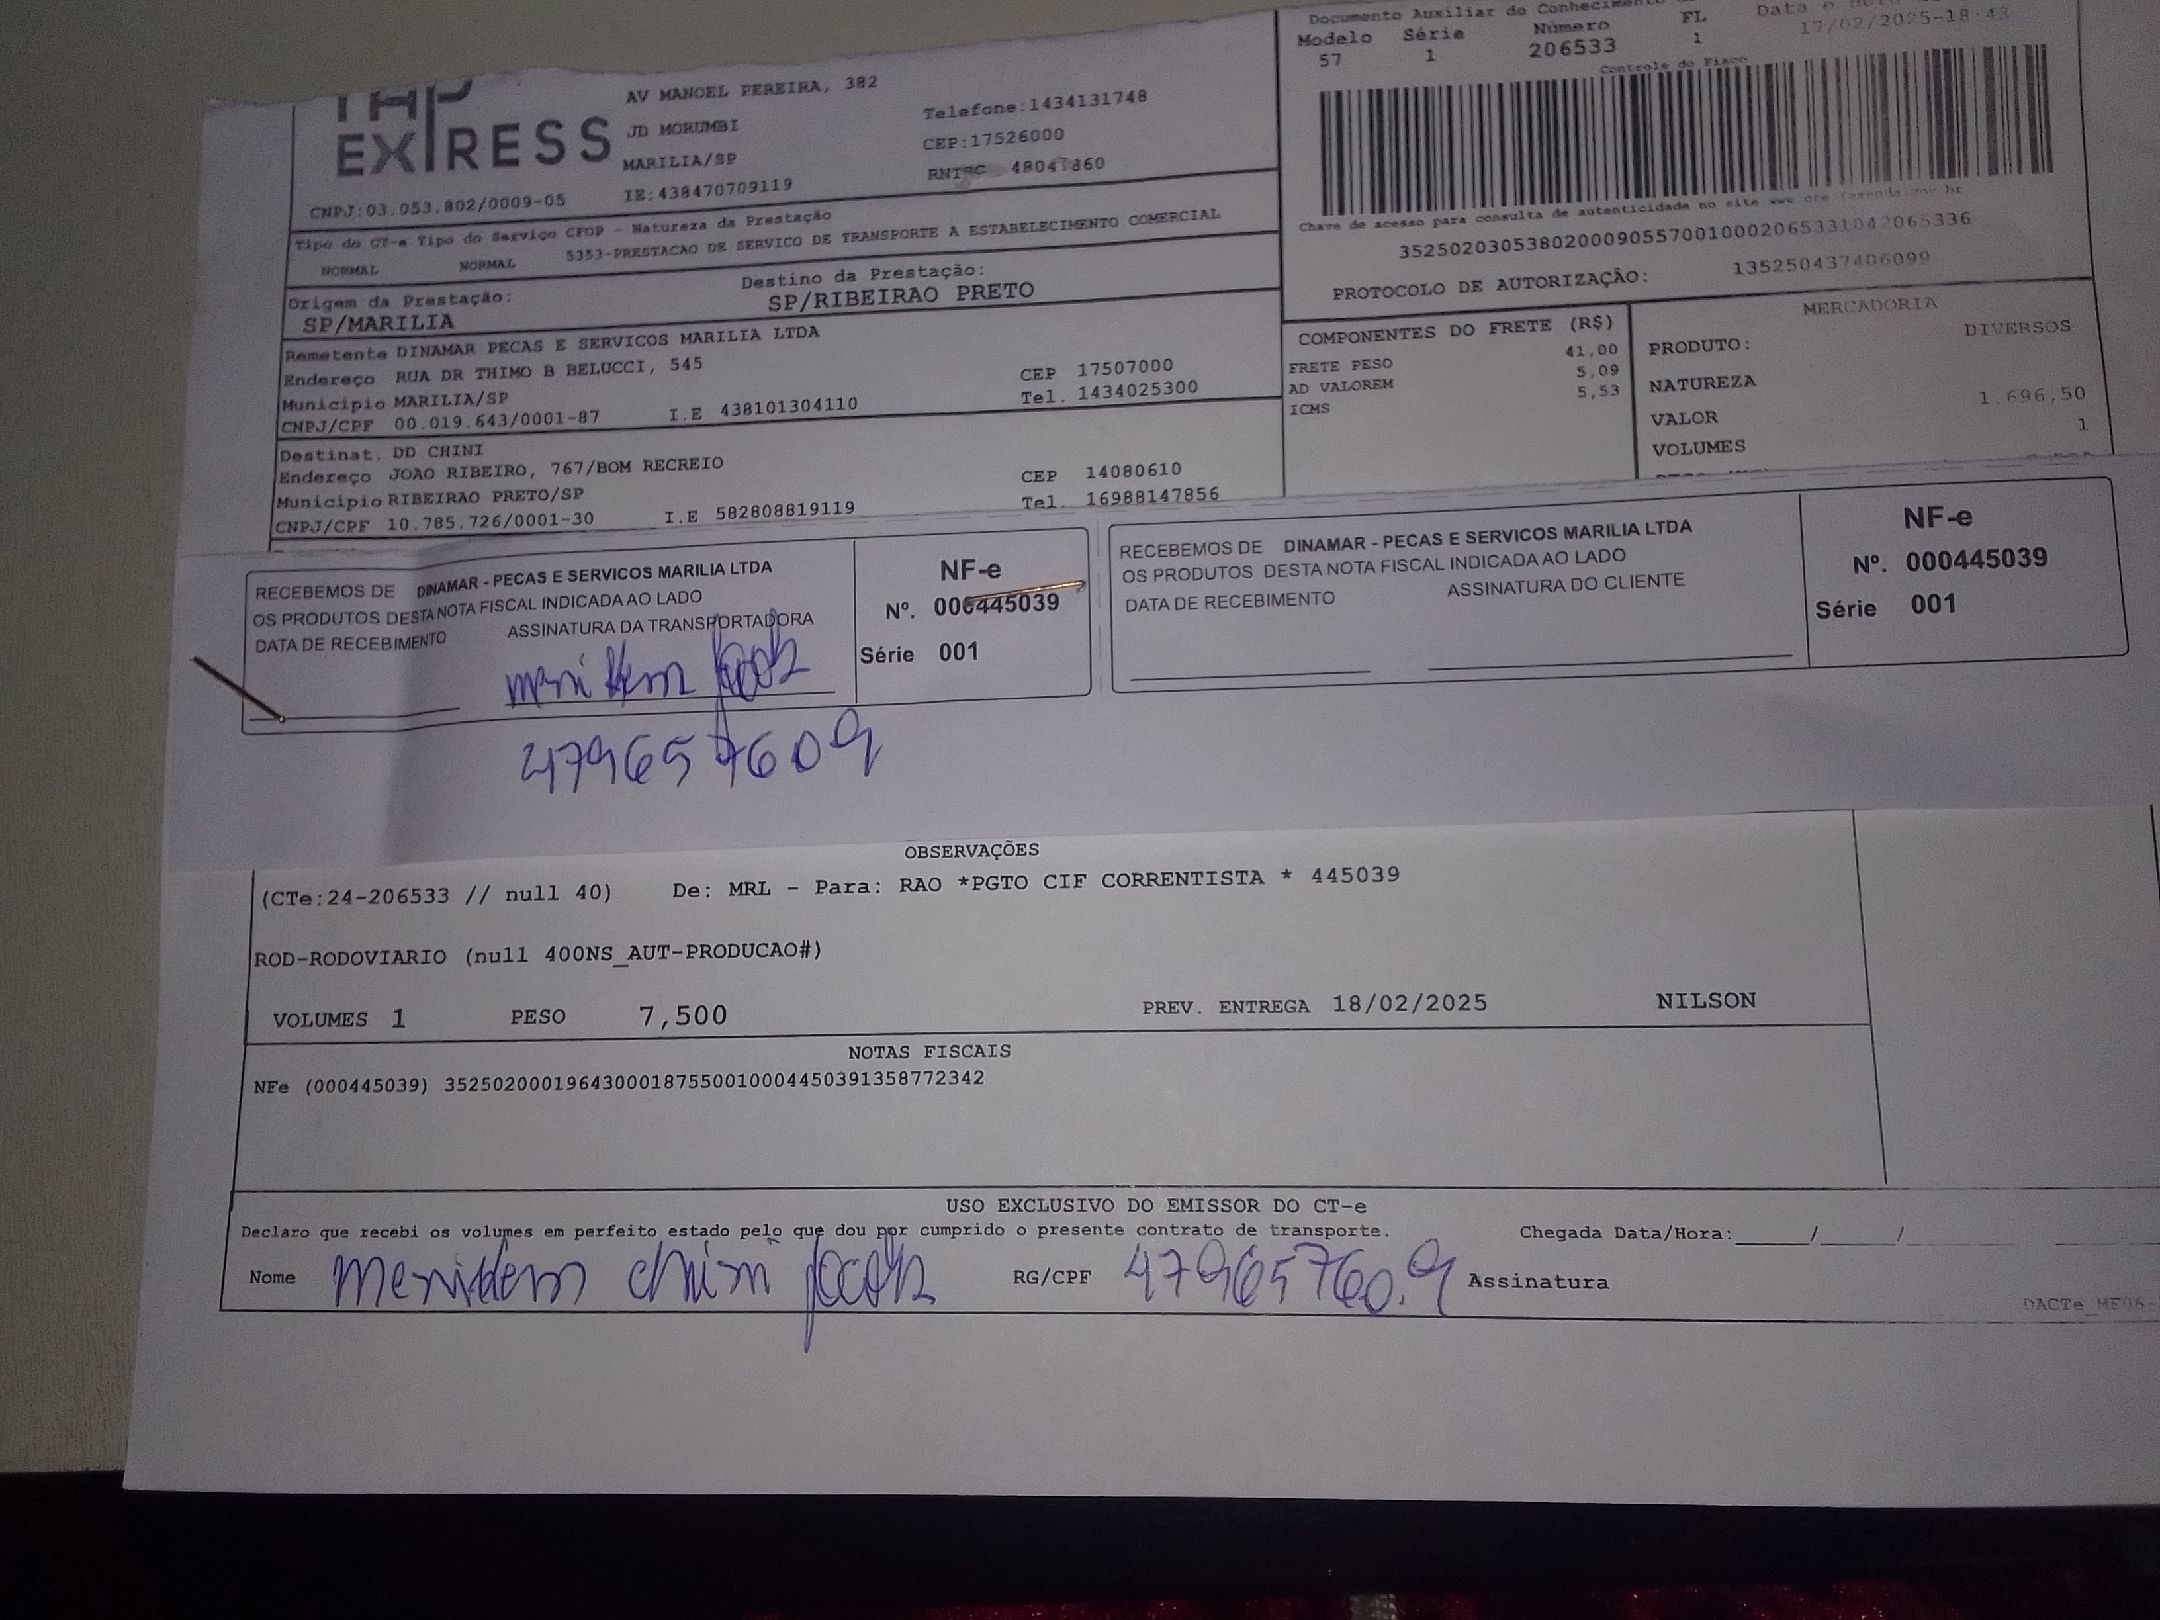 EXPRESS
AV MANOEL PEREIRA, 382
JD MORUMBI
MARILIA/SP
IE:438470709119
Telefone:1434131748
CEP:17526000
CNPJ:03.053.802/0009-05
Documento Auxiliar do Conhecimento
Modelo Série Número FL
57 1 206533 1
17/02/2025-18:43
Controle do Fisco
Chave de acesso para consulta de autenticidade no site www.cte.fazenda.gov.br
35250203053802000905570010002065331042065336
PROTOCOLO DE AUTORIZAÇÃO: 135250437406099
Tipo do CT-e Tipo do Serviço CFOP - Natureza da Prestação
NORMAL NORMAL 5353-PRESTACAO DE SERVICO DE TRANSPORTE A ESTABELECIMENTO COMERCIAL
Origem da Prestação: Destino da Prestação:
SP/MARILIA SP/RIBEIRAO PRETO
Remetente DINAMAR PECAS E SERVICOS MARILIA LTDA
Endereço RUA DR THIMO B BELUCCI, 545 CEP 17507000
Municipio MARILIA/SP Tel. 1434025300
CNPJ/CPF 00.019.643/0001-87 I.E 438101304110
Destinat. DD CHINI
Endereço JOAO RIBEIRO, 767/BOM RECREIO CEP 14080610
Municipio RIBEIRAO PRETO/SP Tel. 16988147856
CNPJ/CPF 10.785.726/0001-30 I.E 582808819119
COMPONENTES DO FRETE (R$)
FRETE PESO 41,00
AD VALOREM 5,09
ICMS 5,53
MERCADORIA
PRODUTO: DIVERSOS
NATUREZA
VALOR 1.696,50
VOLUMES 1
RECEBEMOS DE DINAMAR - PECAS E SERVICOS MARILIA LTDA
OS PRODUTOS DESTA NOTA FISCAL INDICADA AO LADO
DATA DE RECEBIMENTO ASSINATURA DA TRANSPORTADORA
NF-e
Nº. 000445039
Série 001
479657609
RECEBEMOS DE DINAMAR - PECAS E SERVICOS MARILIA LTDA
OS PRODUTOS DESTA NOTA FISCAL INDICADA AO LADO
DATA DE RECEBIMENTO ASSINATURA DO CLIENTE
NF-e
Nº. 000445039
Série 001
OBSERVAÇÕES
(CTe:24-206533 // null 40) De: MRL - Para: RAO *PGTO CIF CORRENTISTA * 445039
ROD-RODOVIARIO (null 400NS_AUT-PRODUCAO#)
VOLUMES 1 PESO 7,500 PREV. ENTREGA 18/02/2025 NILSON
NOTAS FISCAIS
NFe (000445039) 35250200019643000187550010004450391358772342
USO EXCLUSIVO DO EMISSOR DO CT-e
Declaro que recebi os volumes em perfeito estado pelo que dou por cumprido o presente contrato de transporte. Chegada Data/Hora:_____/_____/
Nome RG/CPF 47965760.9 Assinatura